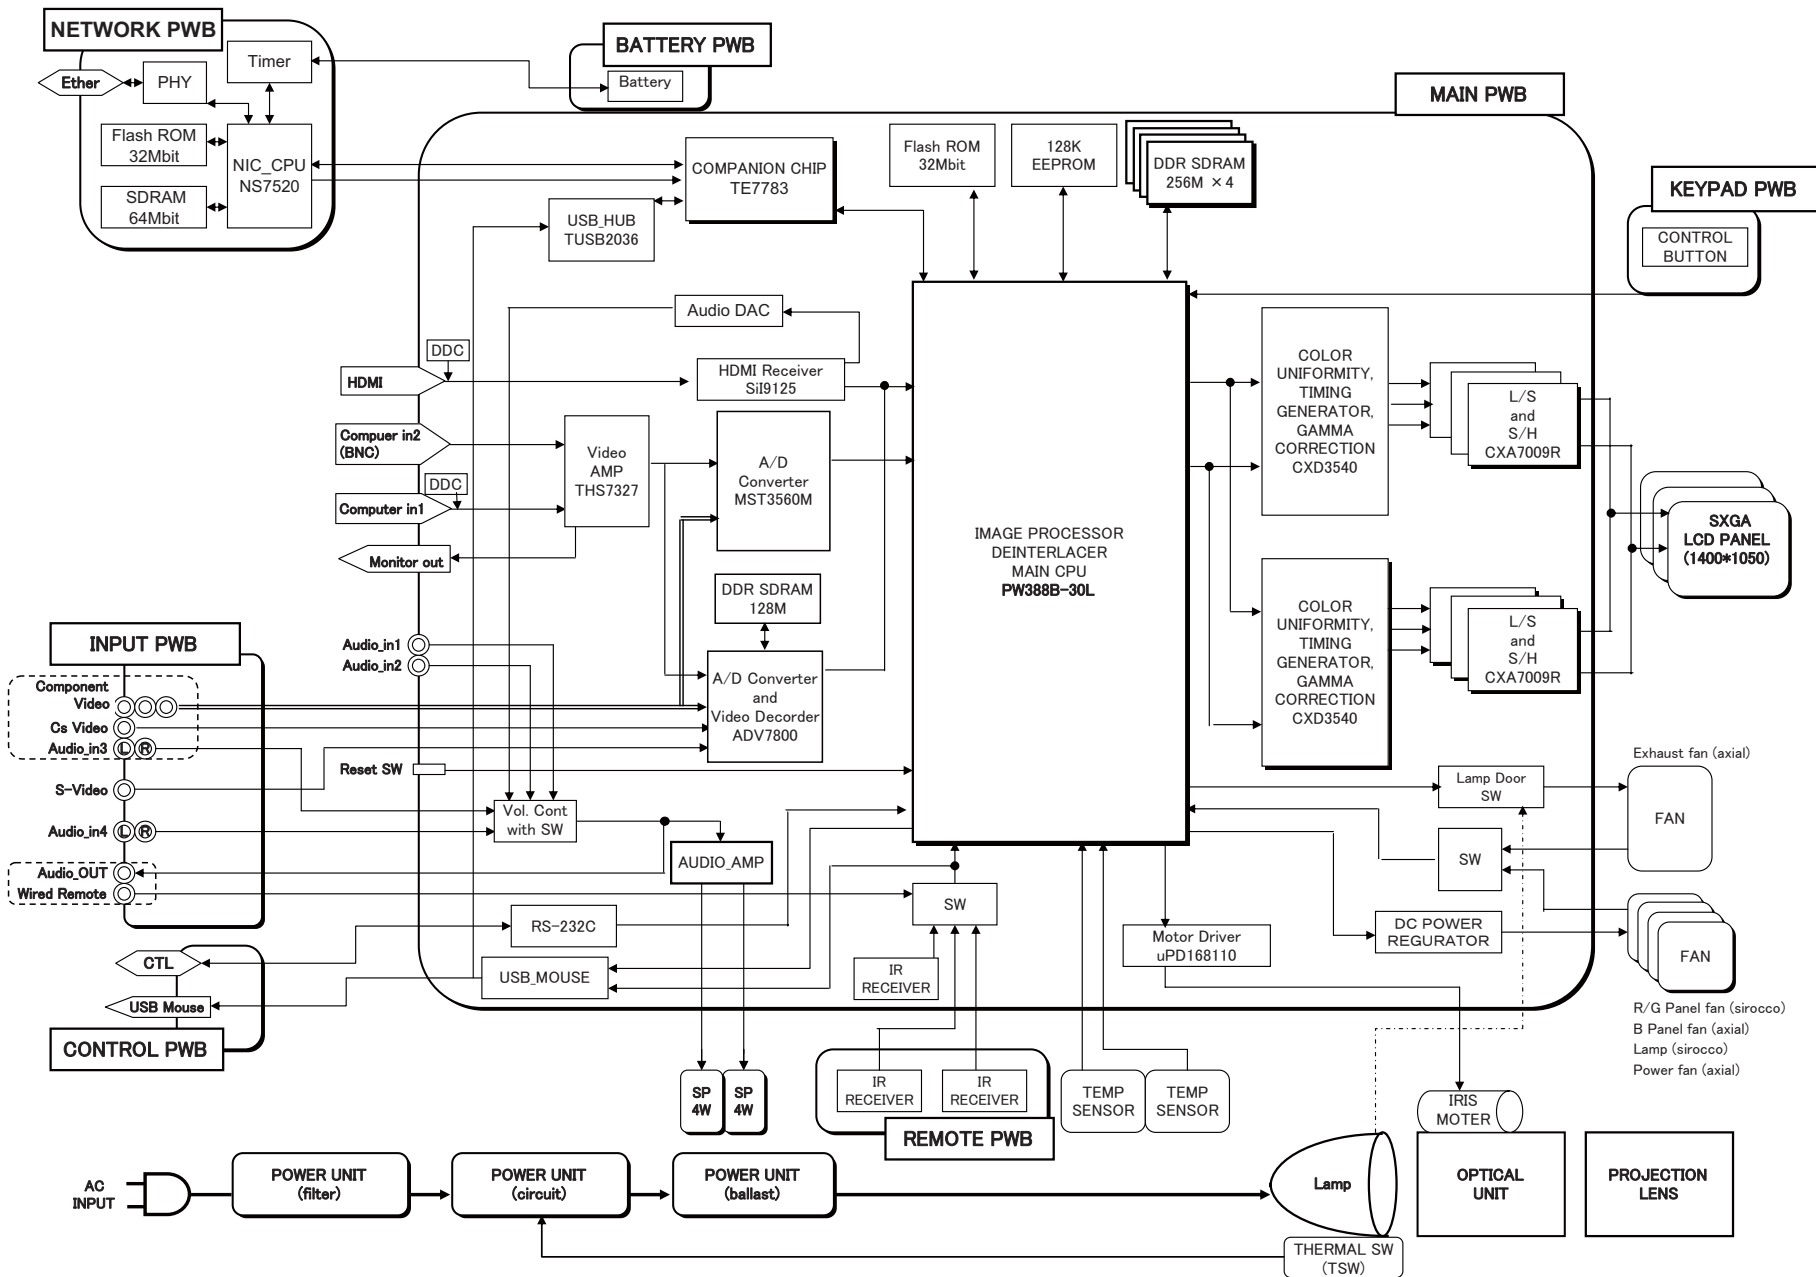 NETWORK PWB
Timer
Ether
PHY
Flash ROM
32Mbit
NIC_CPU
NS7520
SDRAM
64Mbit
BATTERY PWB
Battery
MAIN PWB
COMPANION CHIP
TE7783
USB_HUB
TUSB2036
Flash ROM
32Mbit
128K
EEPROM
DDR SDRAM
256M ×4
KEYPAD PWB
CONTROL
BUTTON
Audio DAC
DDC
HDMI
HDMI Receiver
SiI9125
Compuer in2
(BNC)
Video
AMP
THS7327
A/D
Converter
MST3560M
DDC
Computer in1
Monitor out
DDR SDRAM
128M
A/D Converter
and
Video Decorder
ADV7800
IMAGE PROCESSOR
DEINTERLACER
MAIN CPU
PW388B-30L
COLOR
UNIFORMITY,
TIMING
GENERATOR,
GAMMA
CORRECTION
CXD3540
L/S
and
S/H
CXA7009R
SXGA
LCD PANEL
(1400*1050)
COLOR
UNIFORMITY,
TIMING
GENERATOR,
GAMMA
CORRECTION
CXD3540
L/S
and
S/H
CXA7009R
INPUT PWB
Audio_in1
Audio_in2
Component
Video
Cs Video
Audio_in3
L R
S-Video
Audio_in4
L R
Audio_OUT
Wired Remote
Reset SW
Vol. Cont
with SW
AUDIO_AMP
Lamp Door
SW
Exhaust fan (axial)
FAN
SW
SW
RS-232C
DC POWER
REGURATOR
Motor Driver
uPD168110
FAN
IR
RECEIVER
USB_MOUSE
CTL
USB Mouse
CONTROL PWB
R/G Panel fan (sirocco)
B Panel fan (axial)
Lamp (sirocco)
Power fan (axial)
SP
4W
SP
4W
IR
RECEIVER
IR
RECEIVER
REMOTE PWB
TEMP
SENSOR
TEMP
SENSOR
IRIS
MOTER
AC
INPUT
POWER UNIT
(filter)
POWER UNIT
(circuit)
POWER UNIT
(ballast)
Lamp
OPTICAL
UNIT
PROJECTION
LENS
THERMAL SW
(TSW)